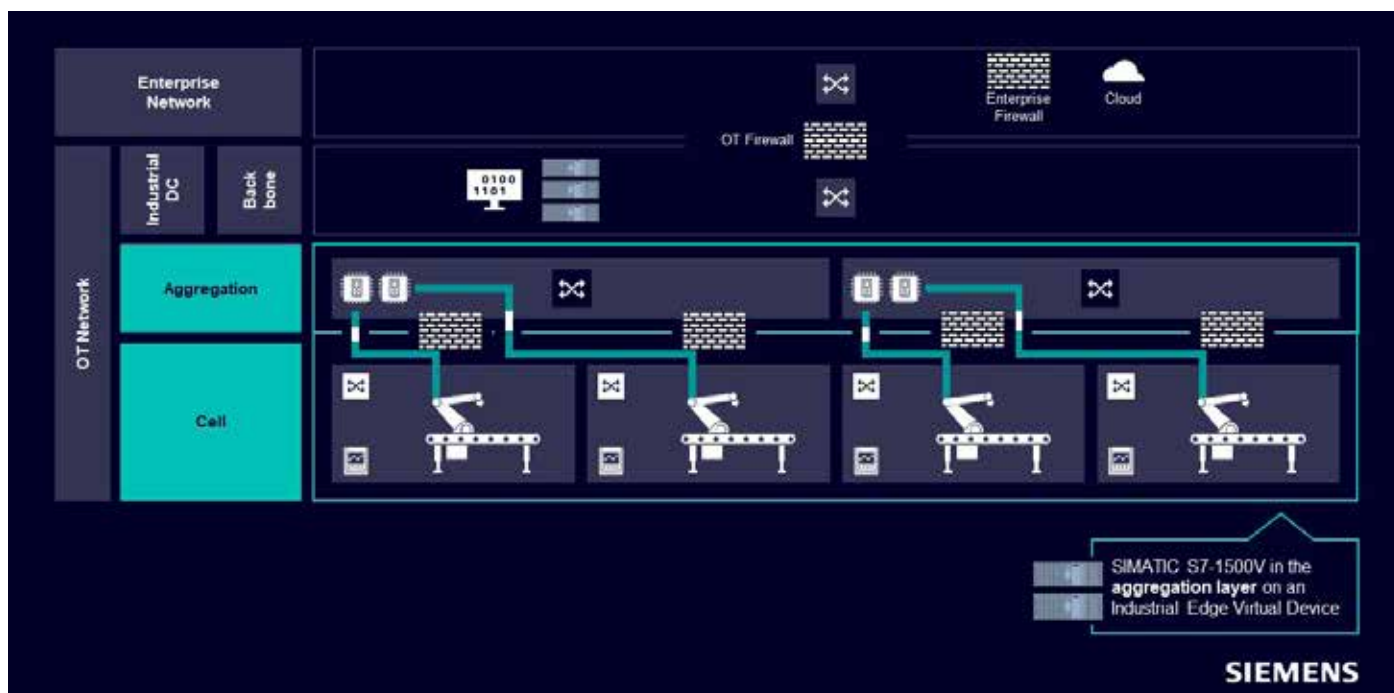 Enterprise
Network
Enterprise
Firewall
Cloud
OT Firewall
OT Network
Industrial
DC
Back
bone
0100
1101
Aggregation
Cell
SIMATIC S7-1500V in the
aggregation layer on an
Industrial Edge Virtual Device
SIEMENS